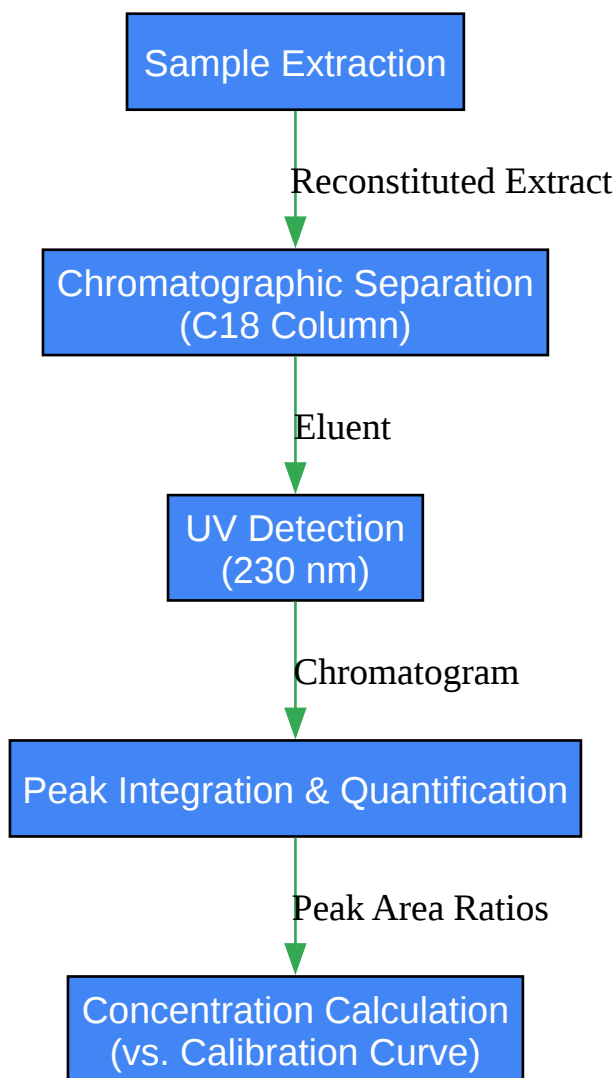 Sample Extraction
Reconstituted Extract
Chromatographic Separation
(C18 Column)
Eluent
UV Detection
(230 nm)
Chromatogram
Peak Integration & Quantification
Peak Area Ratios
Concentration Calculation
(vs. Calibration Curve)